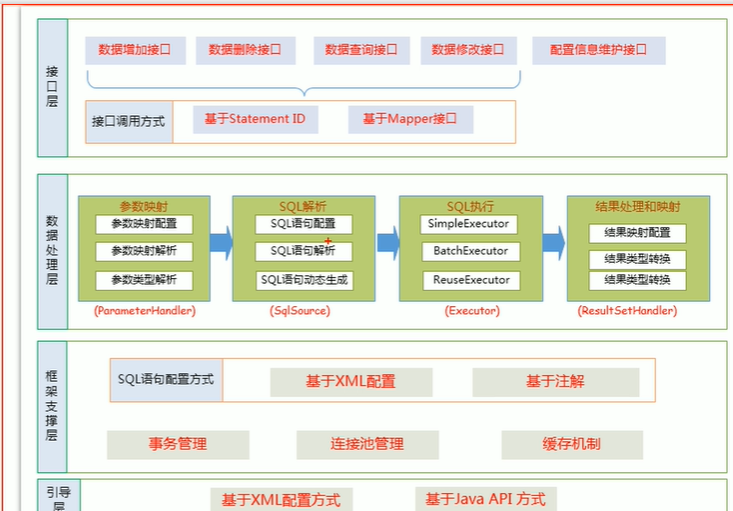 接口层
数据增加接口
数据删除接口
数据查询接口
数据修改接口
配置信息维护接口
接口调用方式
基于Statement ID
基于Mapper接口
数据处理层
参数映射
参数映射配置
参数映射解析
参数类型解析
(ParameterHandler)
SQL解析
SQL语句配置
SQL语句解析
SQL语句动态生成
(SqlSource)
SQL执行
SimpleExecutor
BatchExecutor
ReuseExecutor
(Executor)
结果处理和映射
结果映射配置
结果类型转换
结果类型转换
(ResultSetHandler)
框架支撑层
SQL语句配置方式
基于XML配置
基于注解
事务管理
连接池管理
缓存机制
引导层
基于XML配置方式
基于Java API 方式